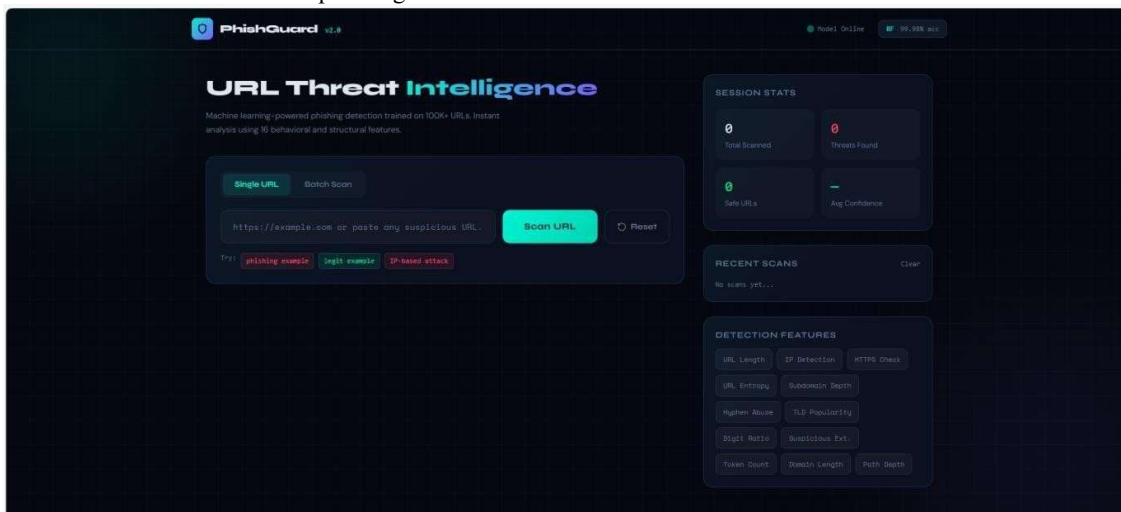 PhishGuard v2.0
Model Online
RF 99.98% acc
URL Threat Intelligence
Machine learning-powered phishing detection trained on 100K+ URLs. Instant
analysis using 16 behavioral and structural features.
Single URL
Batch Scan
https://example.com or paste any suspicious URL.
Scan URL
Reset
Try:
phishing example
legit example
IP-based attack
SESSION STATS
0
Total Scanned
0
Threats Found
0
Safe URLs
—
Avg Confidence
RECENT SCANS
Clear
No scans yet...
DETECTION FEATURES
URL Length
IP Detection
HTTPS Check
URL Entropy
Subdomain Depth
Hyphen Abuse
TLD Popularity
Digit Ratio
Suspicious Ext.
Token Count
Domain Length
Path Depth